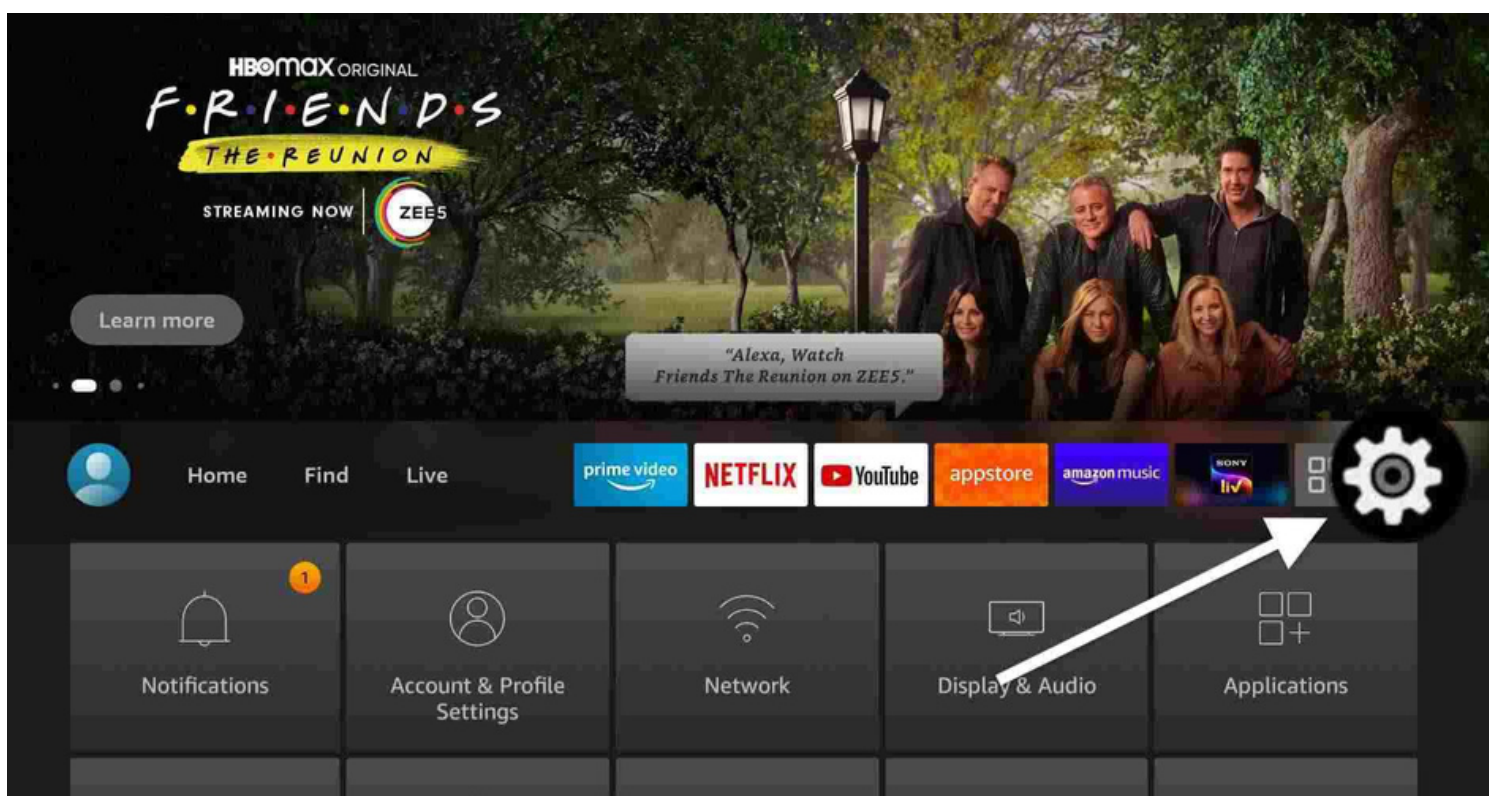 HBOMAX ORIGINAL
F·R·I·E·N·D·S
THE·REUNION
STREAMING NOW ZEE5
Learn more
"Alexa, Watch
Friends The Reunion on ZEE5."
Home Find Live prime video NETFLIX YouTube appstore amazon music SONY liv
1
Notifications Account & Profile Network Display & Audio Applications
Settings